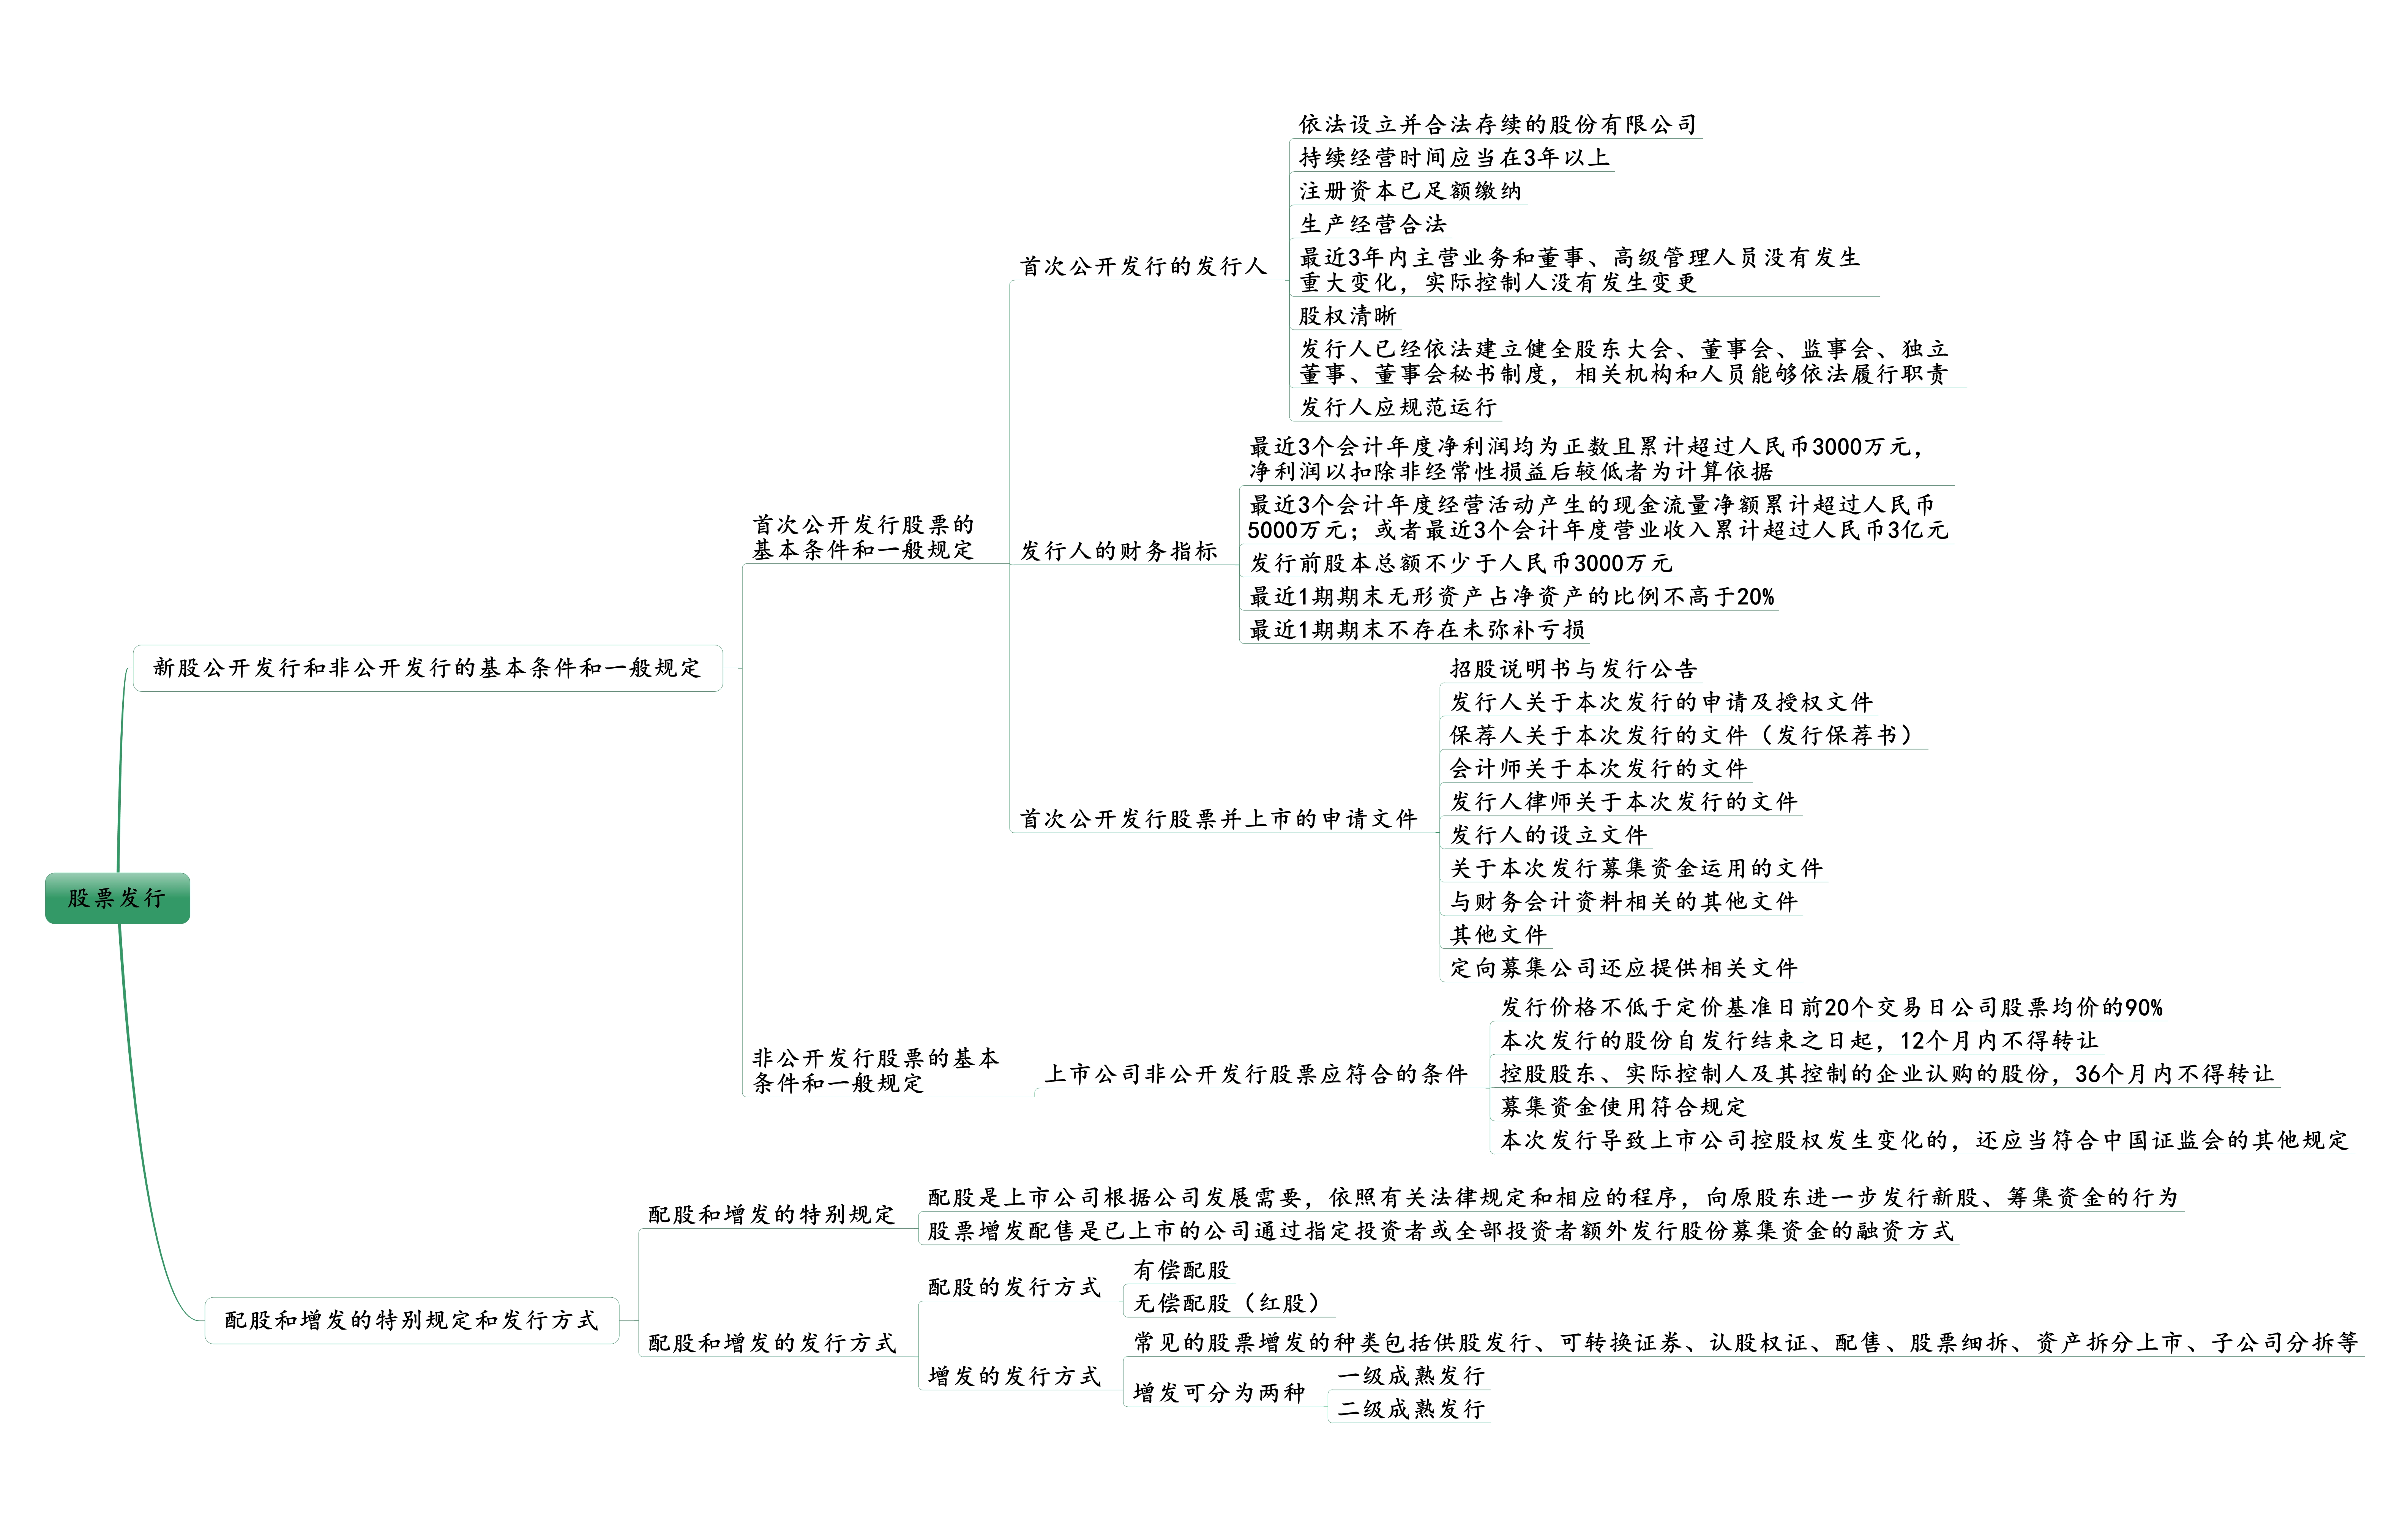 股票发行
新股公开发行和非公开发行的基本条件和一般规定
首次公开发行股票的
基本条件和一般规定
首次公开发行的发行人
依法设立并合法存续的股份有限公司
持续经营时间应当在3年以上
注册资本已足额缴纳
生产经营合法
最近3年内主营业务和董事、高级管理人员没有发生
重大变化，实际控制人没有发生变更
股权清晰
发行人已经依法建立健全股东大会、董事会、监事会、独立
董事、董事会秘书制度，相关机构和人员能够依法履行职责
发行人应规范运行
发行人的财务指标
最近3个会计年度净利润均为正数且累计超过人民币3000万元，
净利润以扣除非经常性损益后较低者为计算依据
最近3个会计年度经营活动产生的现金流量净额累计超过人民币
5000万元；或者最近3个会计年度营业收入累计超过人民币3亿元
发行前股本总额不少于人民币3000万元
最近1期期末无形资产占净资产的比例不高于20%
最近1期期末不存在未弥补亏损
首次公开发行股票并上市的申请文件
招股说明书与发行公告
发行人关于本次发行的申请及授权文件
保荐人关于本次发行的文件（发行保荐书）
会计师关于本次发行的文件
发行人律师关于本次发行的文件
发行人的设立文件
关于本次发行募集资金运用的文件
与财务会计资料相关的其他文件
其他文件
定向募集公司还应提供相关文件
非公开发行股票的基本
条件和一般规定
上市公司非公开发行股票应符合的条件
发行价格不低于定价基准日前20个交易日公司股票均价的90%
本次发行的股份自发行结束之日起，12个月内不得转让
控股股东、实际控制人及其控制的企业认购的股份，36个月内不得转让
募集资金使用符合规定
本次发行导致上市公司控股权发生变化的，还应当符合中国证监会的其他规定
配股和增发的特别规定和发行方式
配股和增发的特别规定
配股是上市公司根据公司发展需要，依照有关法律规定和相应的程序，向原股东进一步发行新股、筹集资金的行为
股票增发配售是已上市的公司通过指定投资者或全部投资者额外发行股份募集资金的融资方式
配股和增发的发行方式
配股的发行方式
有偿配股
无偿配股（红股）
增发的发行方式
常见的股票增发的种类包括供股发行、可转换证券、认股权证、配售、股票细拆、资产拆分上市、子公司分拆等
增发可分为两种
一级成熟发行
二级成熟发行